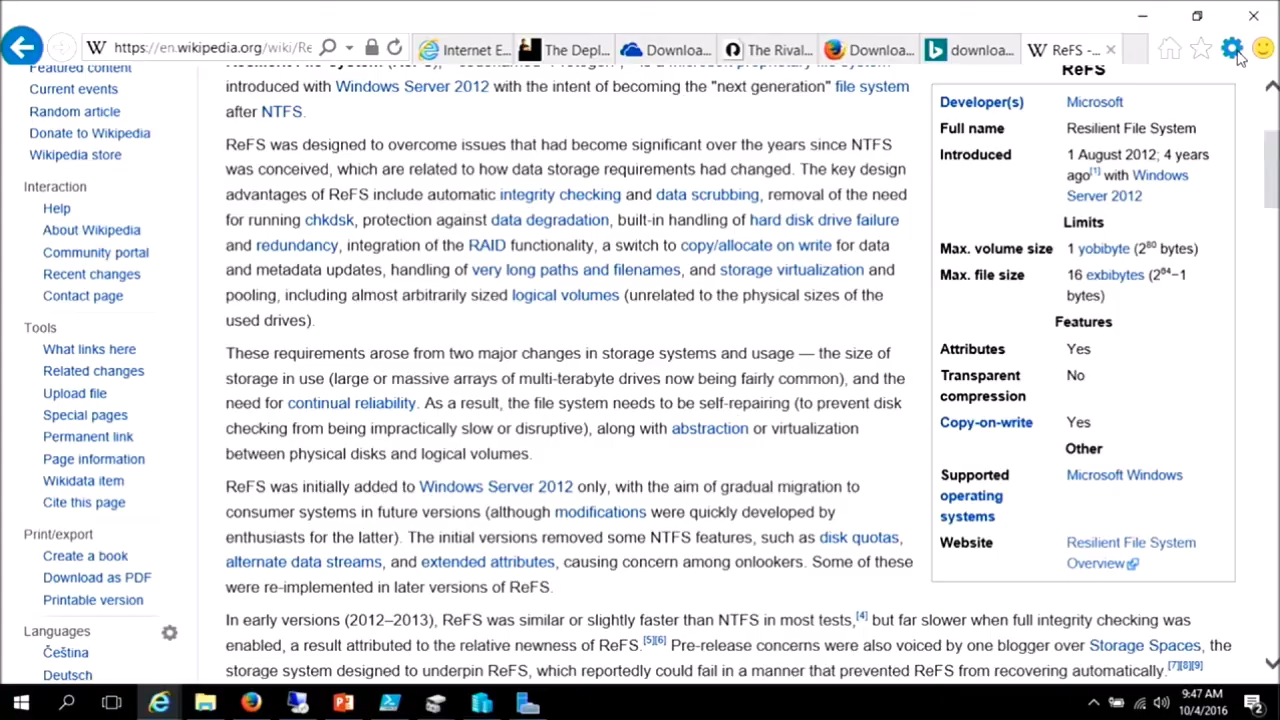 https://en.wikipedia.org/wiki/Re
Internet E...
The Depl...
Downloa...
The Rival...
Downloa...
downloa...
ReFS -...
Featured content
Current events
Random article
Donate to Wikipedia
Wikipedia store
Interaction
Help
About Wikipedia
Community portal
Recent changes
Contact page
Tools
What links here
Related changes
Upload file
Special pages
Permanent link
Page information
Wikidata item
Cite this page
Print/export
Create a book
Download as PDF
Printable version
Languages
Čeština
Deutsch
introduced with Windows Server 2012 with the intent of becoming the "next generation" file system
after NTFS.
ReFS was designed to overcome issues that had become significant over the years since NTFS
was conceived, which are related to how data storage requirements had changed. The key design
advantages of ReFS include automatic integrity checking and data scrubbing, removal of the need
for running chkdsk, protection against data degradation, built-in handling of hard disk drive failure
and redundancy, integration of the RAID functionality, a switch to copy/allocate on write for data
and metadata updates, handling of very long paths and filenames, and storage virtualization and
pooling, including almost arbitrarily sized logical volumes (unrelated to the physical sizes of the
used drives).
These requirements arose from two major changes in storage systems and usage — the size of
storage in use (large or massive arrays of multi-terabyte drives now being fairly common), and the
need for continual reliability. As a result, the file system needs to be self-repairing (to prevent disk
checking from being impractically slow or disruptive), along with abstraction or virtualization
between physical disks and logical volumes.
ReFS was initially added to Windows Server 2012 only, with the aim of gradual migration to
consumer systems in future versions (although modifications were quickly developed by
enthusiasts for the latter). The initial versions removed some NTFS features, such as disk quotas,
alternate data streams, and extended attributes, causing concern among onlookers. Some of these
were re-implemented in later versions of ReFS.
In early versions (2012–2013), ReFS was similar or slightly faster than NTFS in most tests,[4] but far slower when full integrity checking was
enabled, a result attributed to the relative newness of ReFS.[5][6] Pre-release concerns were also voiced by one blogger over Storage Spaces, the
storage system designed to underpin ReFS, which reportedly could fail in a manner that prevented ReFS from recovering automatically.[7][8][9]
ReFS
Developer(s) Microsoft
Full name Resilient File System
Introduced 1 August 2012; 4 years
ago[1] with Windows
Server 2012
Limits
Max. volume size 1 yobibyte (2^80 bytes)
Max. file size 16 exbibytes (2^64−1
bytes)
Features
Attributes Yes
Transparent No
compression
Copy-on-write Yes
Other
Supported Microsoft Windows
operating
systems
Website Resilient File System
Overview
9:47 AM
10/4/2016
2